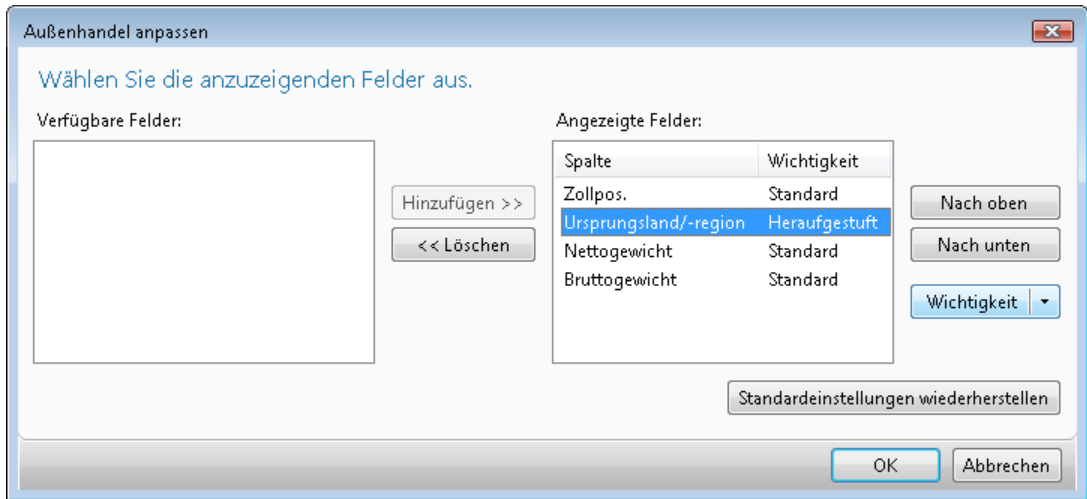 Außenhandel anpassen
Wählen Sie die anzuzeigenden Felder aus.
Verfügbare Felder:
Angezeigte Felder:
Spalte Wichtigkeit
Zollpos. Standard
Ursprungsland/-region Heraufgestuft
Nettogewicht Standard
Bruttogewicht Standard
Hinzufügen >>
<< Löschen
Nach oben
Nach unten
Wichtigkeit
Standardeinstellungen wiederherstellen
OK
Abbrechen